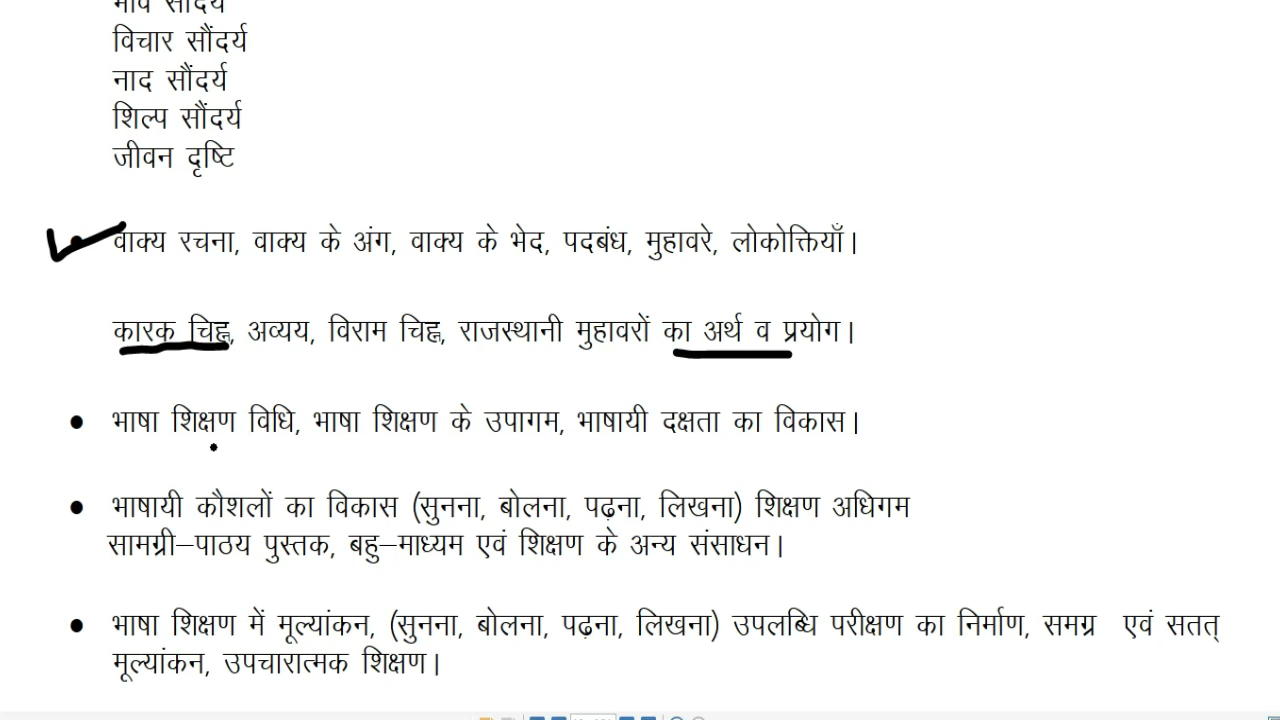 भाव सौंदर्य
विचार सौंदर्य
नाद सौंदर्य
शिल्प सौंदर्य
जीवन दृष्टि
वाक्य रचना, वाक्य के अंग, वाक्य के भेद, पदबंध, मुहावरे, लोकोक्तियाँ।
कारक चिह्न, अव्यय, विराम चिह्न, राजस्थानी मुहावरों का अर्थ व प्रयोग।
• भाषा शिक्षण विधि, भाषा शिक्षण के उपागम, भाषायी दक्षता का विकास।
• भाषायी कौशलों का विकास (सुनना, बोलना, पढ़ना, लिखना) शिक्षण अधिगम
सामग्री–पाठय पुस्तक, बहु–माध्यम एवं शिक्षण के अन्य संसाधन।
• भाषा शिक्षण में मूल्यांकन, (सुनना, बोलना, पढ़ना, लिखना) उपलब्धि परीक्षण का निर्माण, समग्र एवं सतत्
मूल्यांकन, उपचारात्मक शिक्षण।